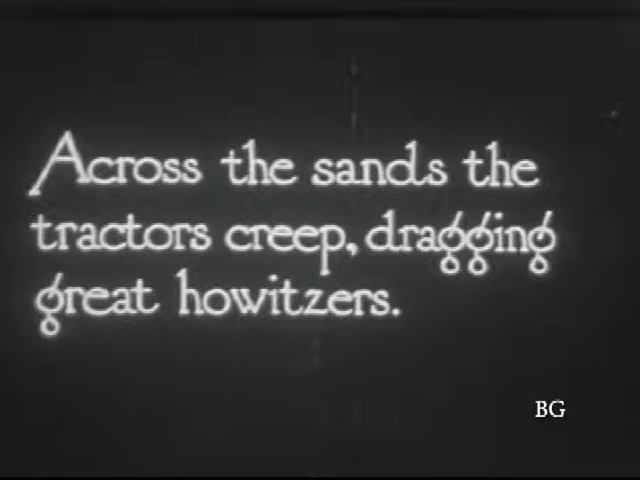 Across the sands the
tractors creep, dragging
great howitzers.
BG